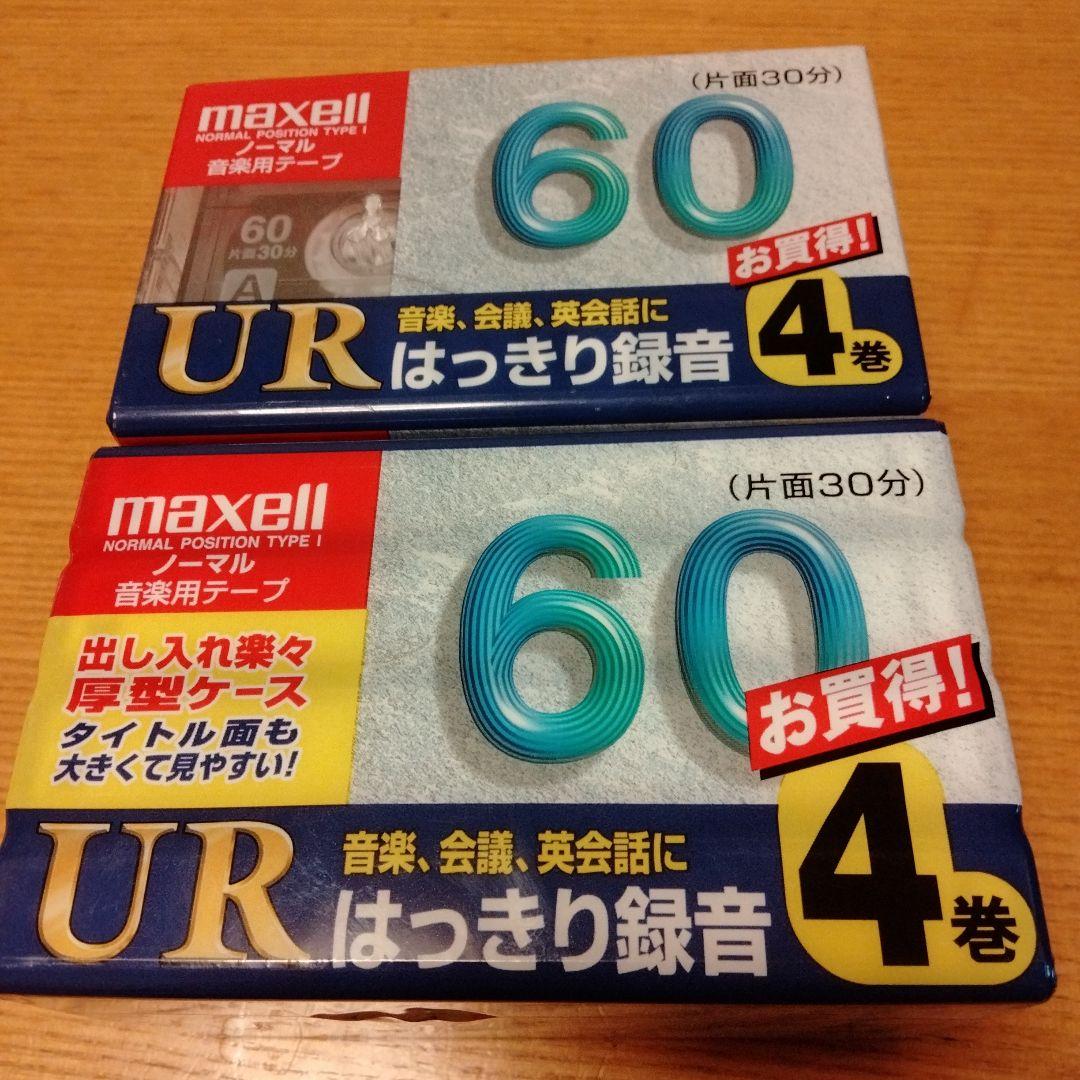 maxell
NORMAL POSITION TYPE I
ノーマル
音楽用テープ
(片面30分)
60
60
片面30分
A
お買得!
4巻
UR
音楽、会議、英会話に
はっきり録音
maxell
NORMAL POSITION TYPE I
ノーマル
音楽用テープ
(片面30分)
60
出し入れ楽々
厚型ケース
タイトル面も
大きくて見やすい!
お買得!
4巻
UR
音楽、会議、英会話に
はっきり録音